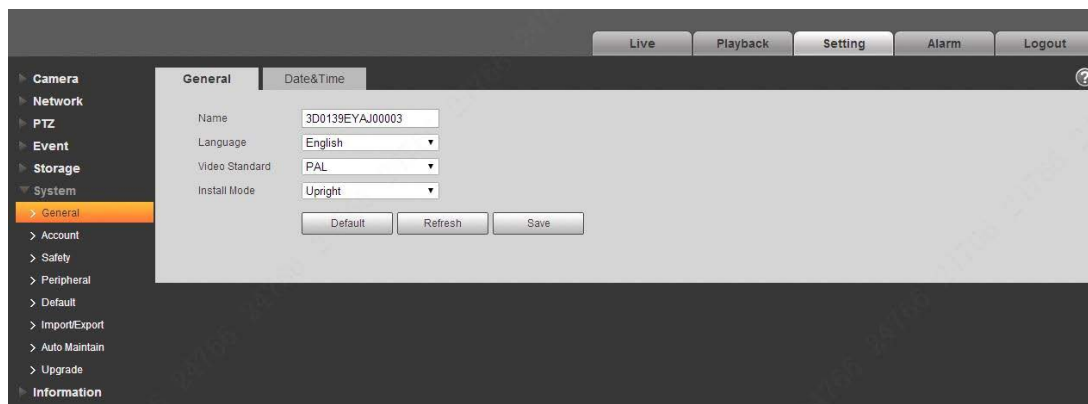 Live Playback Setting Alarm Logout
Camera
Network
PTZ
Event
Storage
System
General
Account
Safety
Peripheral
Default
Import/Export
Auto Maintain
Upgrade
Information
General Date&Time
Name 3D0139EYAJ00003
Language English
Video Standard PAL
Install Mode Upright
Default Refresh Save